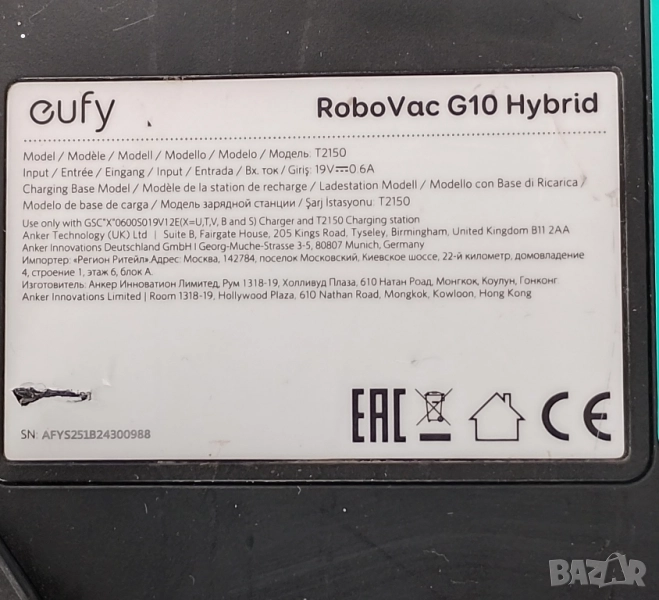 eufy
RoboVac G10 Hybrid
Model / Modèle / Modell / Modello / Modelo / Модель: T2150
Input / Entrée / Eingang / Input / Entrada / Вх. ток / Giriş: 19V⎓0.6A
Charging Base Model / Modèle de la station de recharge / Ladestation Modell / Modello con Base di Ricarica /
Modelo de base de carga / Модель зарядной станции / Şarj İstasyonu: T2150
Use only with GSC"X"0600S019V12E(X=U,T,V, B and S) Charger and T2150 Charging station
Anker Technology (UK) Ltd | Suite B, Fairgate House, 205 Kings Road, Tyseley, Birmingham, United Kingdom B11 2AA
Anker Innovations Deutschland GmbH I Georg-Muche-Strasse 3-5, 80807 Munich, Germany
Импортер: «Регион Ритейл» Адрес: Москва, 142784, поселок Московский, Киевское шоссе, 22-й километр, домовладение
4, строение 1, этаж 6, блок А.
Изготовитель: Анкер Инноватион Лимитед, Рум 1318-19, Холливуд Плаза, 610 Натан Роад, Монгкок, Коулун, Гонконг
Anker Innovations Limited | Room 1318-19, Hollywood Plaza, 610 Nathan Road, Mongkok, Kowloon, Hong Kong
SN: AFYS251B24300988
EAC
CE
BAZAR